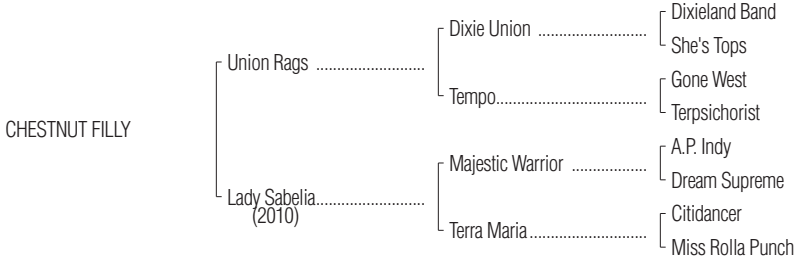 Dixieland Band
Dixie Union ..........................
She's Tops
Union Rags ..........................
Gone West
Tempo....................................
Terpsichorist
CHESTNUT FILLY
A.P. Indy
Majestic Warrior ..................
Dream Supreme
Lady Sabelia..........................
(2010)
Citidancer
Terra Maria............................
Miss Rolla Punch